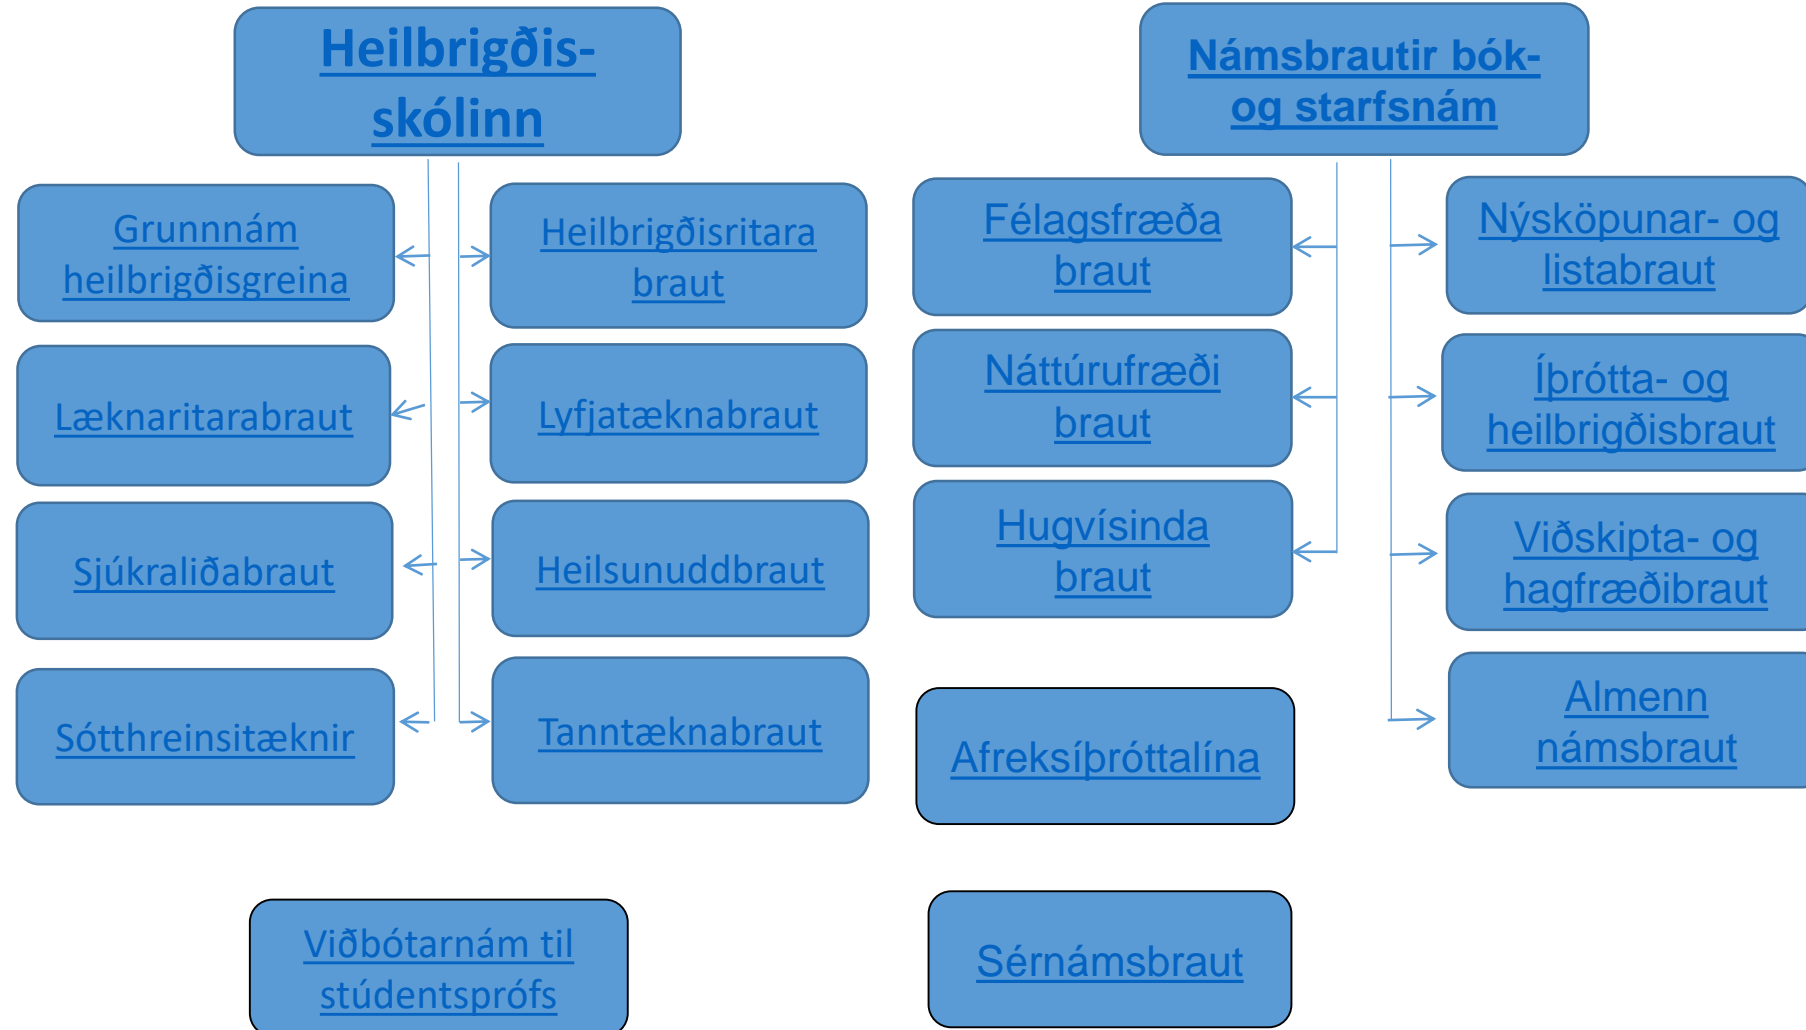 Heilbrigðis-
skólinn
Grunnnám
heilbrigðisgreina
Heilbrigðisritara
braut
Læknaritarabraut
Lyfjatæknabraut
Sjúkraliðabraut
Heilsunuddbraut
Sótthreinsitæknir
Tanntæknabraut
Viðbótarnám til
stúdentsprófs
Námsbrautir bók-
og starfsnám
Félagsfræða
braut
Nýsköpunar- og
listabraut
Náttúrufræði
braut
Íþrótta- og
heilbrigðisbraut
Hugvísinda
braut
Viðskipta- og
hagfræðibraut
Afreksíþróttalína
Almenn
námsbraut
Sérnámsbraut